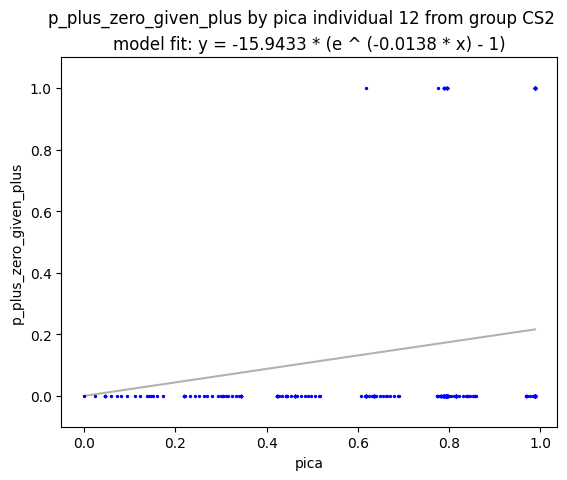 p_plus_zero_given_plus by pica individual 12 from group CS2
model fit: y = -15.9433 * (e ^ (-0.0138 * x) - 1)
p_plus_zero_given_plus
1.0
0.8
0.6
0.4
0.2
0.0
0.0 0.2 0.4 0.6 0.8 1.0
pica